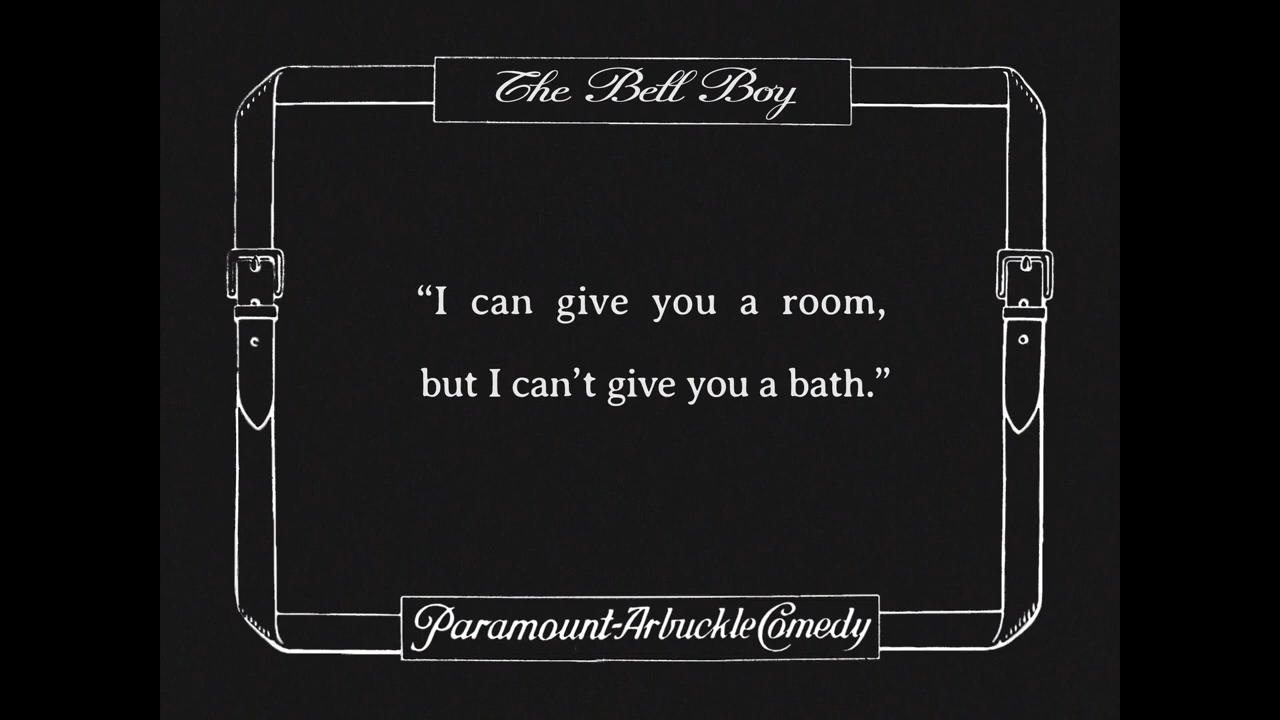 The Bell Boy
“I can give you a room,
but I can’t give you a bath.”
Paramount-Arbuckle Comedy